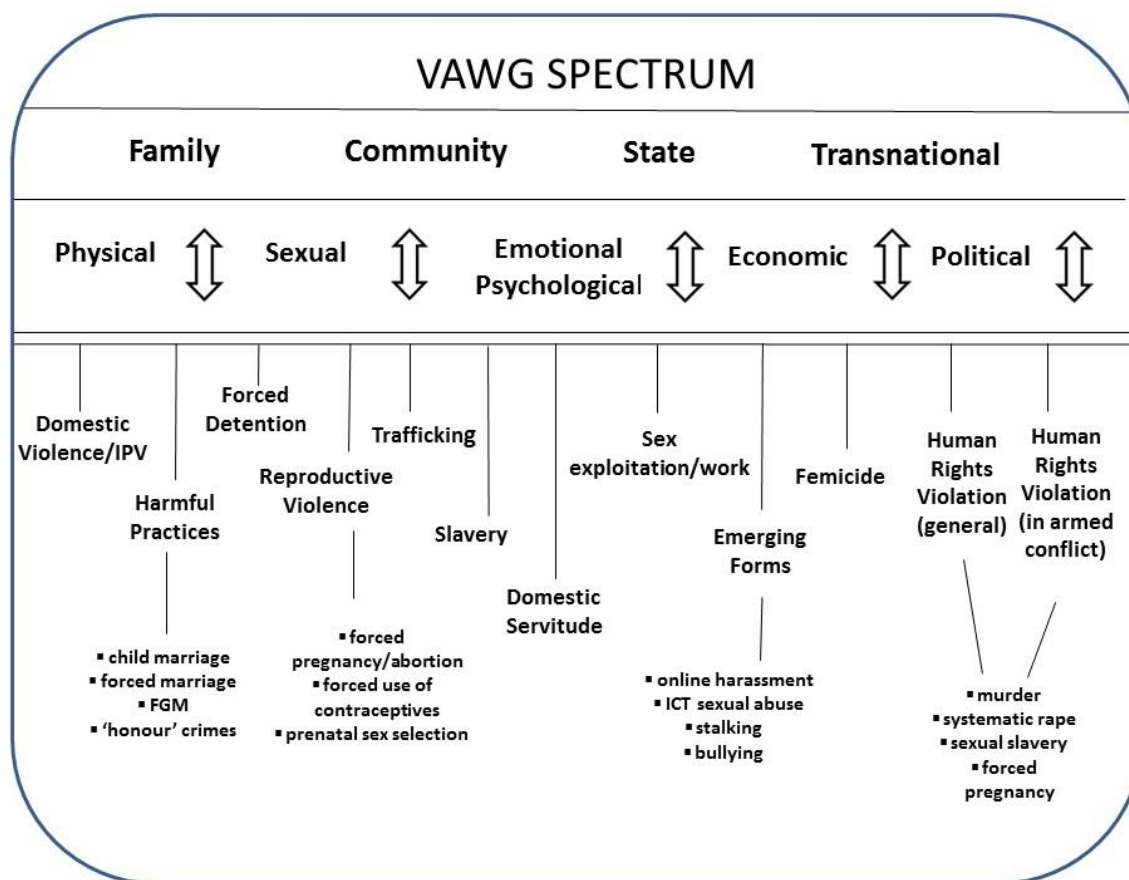 VAWG SPECTRUM
Family
Community
State
Transnational
Physical
Sexual
Emotional
Psychological
Economic
Political
Domestic
Violence/IPV
Harmful
Practices
▪ child marriage
▪ forced marriage
▪ FGM
▪ ‘honour’ crimes
Forced
Detention
Reproductive
Violence
▪ forced
pregnancy/abortion
▪ forced use of
contraceptives
▪ prenatal sex selection
Trafficking
Slavery
Domestic
Servitude
Sex
exploitation/work
Emerging
Forms
▪ online harassment
▪ ICT sexual abuse
▪ stalking
▪ bullying
Femicide
Human
Rights
Violation
(general)
Human
Rights
Violation
(in armed
conflict)
▪ murder
▪ systematic rape
▪ sexual slavery
▪ forced
pregnancy